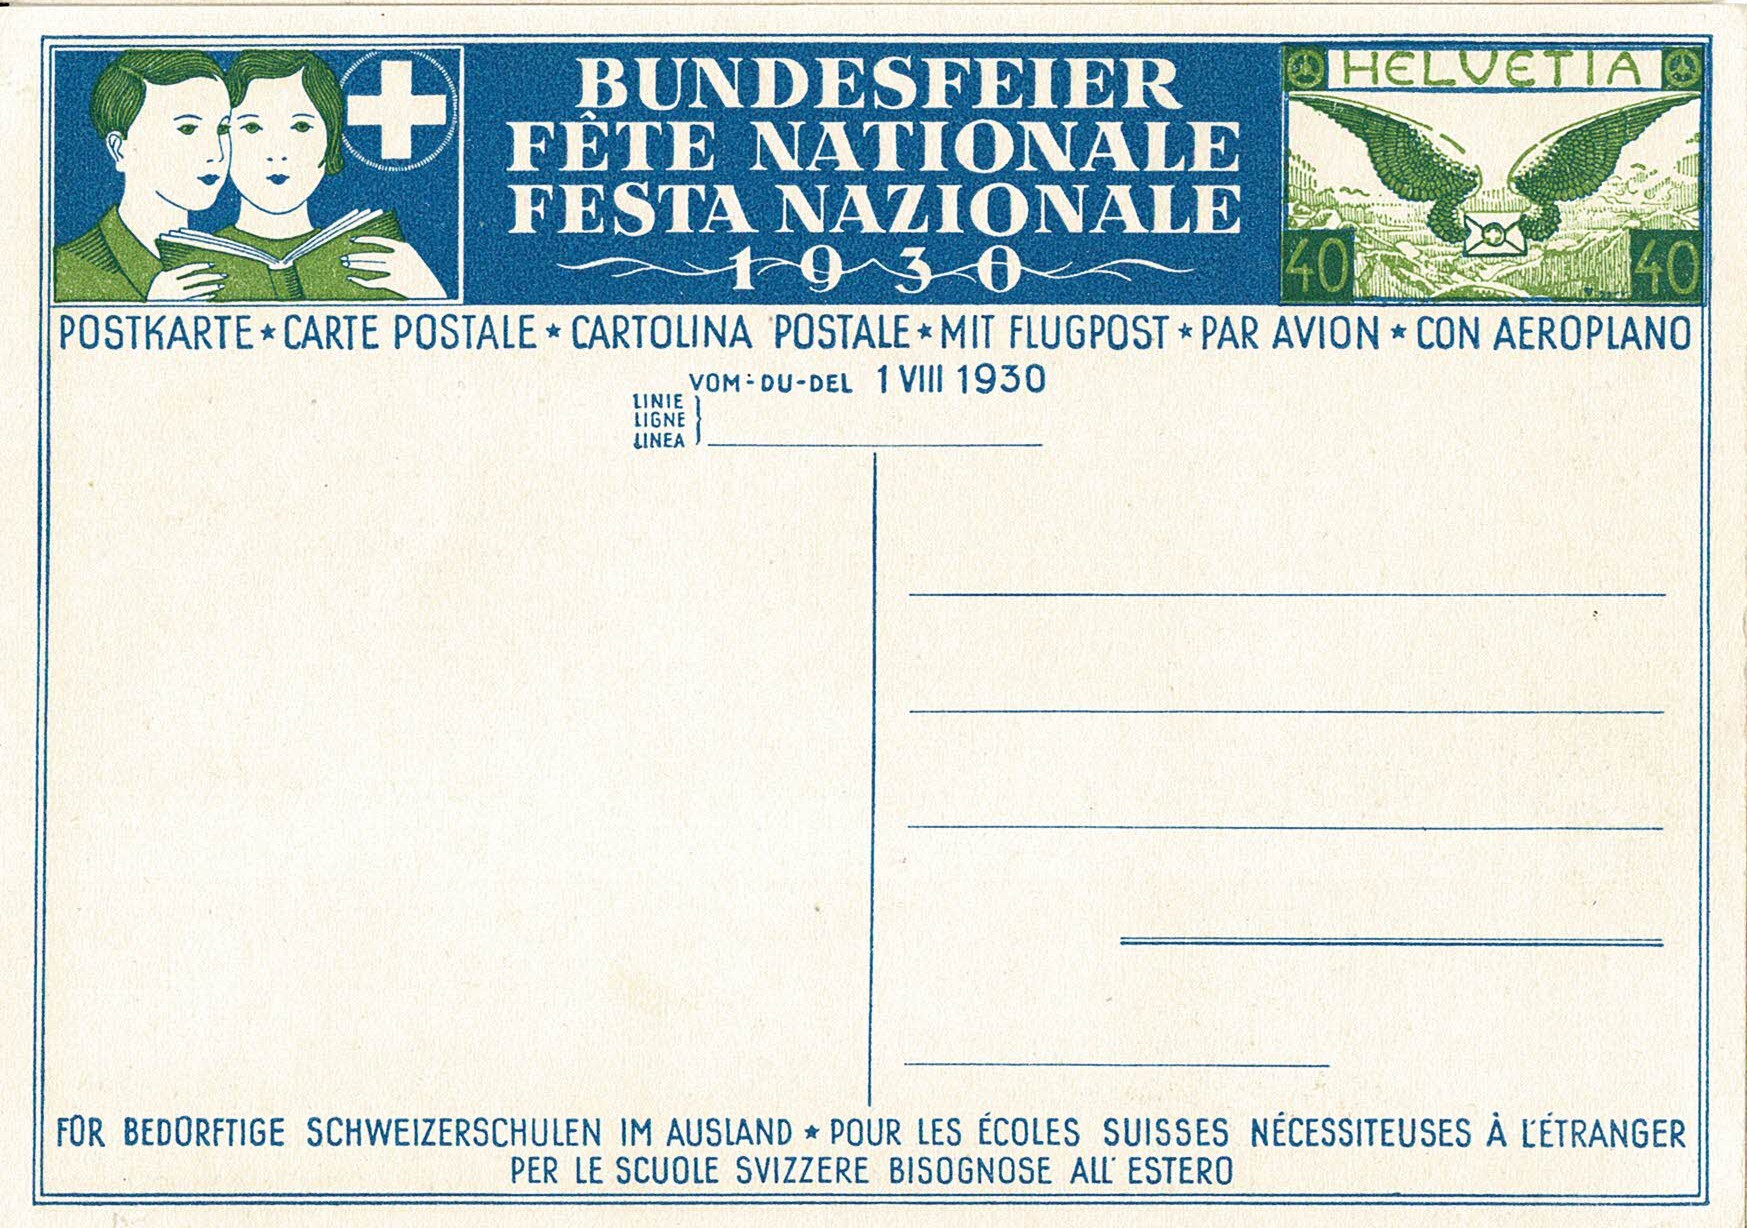 BUNDESFEIER
FÊTE NATIONALE
FESTA NAZIONALE
1930
HELVETIA
40 40
POSTKARTE ★ CARTE POSTALE ★ CARTOLINA POSTALE ★ MIT FLUGPOST ★ PAR AVION ★ CON AEROPLANO
VOM-DU-DEL 1 VIII 1930
LINIE
LIGNE
LINEA
FÜR BEDÜRFTIGE SCHWEIZERSCHULEN IM AUSLAND ★ POUR LES ÉCOLES SUISSES NÉCESSITEUSES À L'ÉTRANGER
PER LE SCUOLE SVIZZERE BISOGNOSE ALL' ESTERO